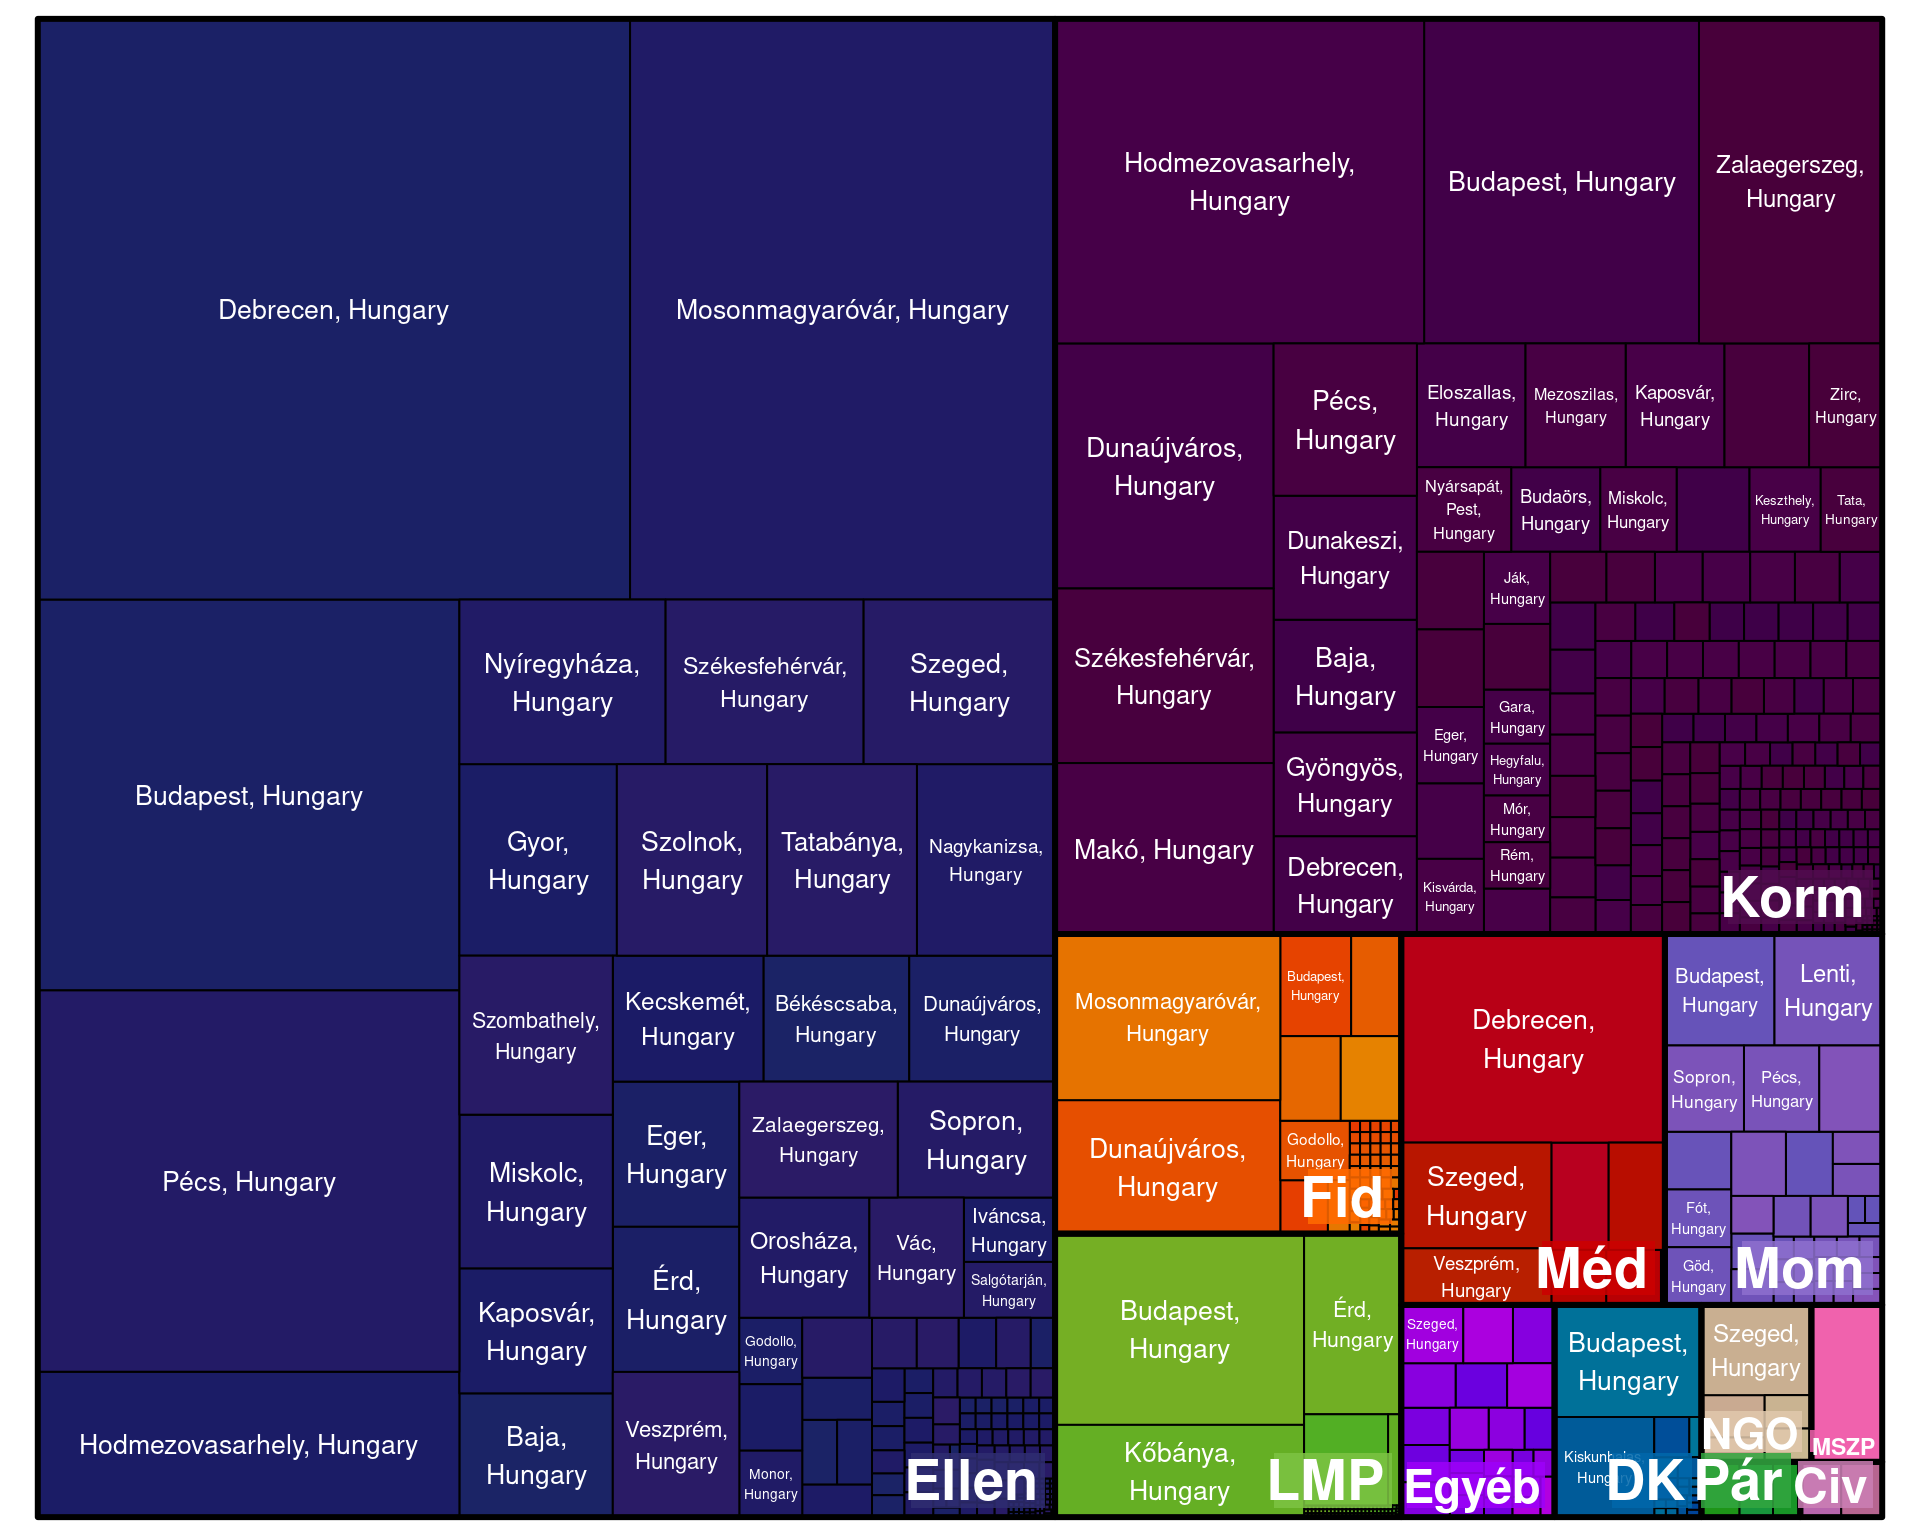 Debrecen, Hungary
Mosonmagyaróvár, Hungary
Budapest, Hungary
Pécs, Hungary
Hodmezovasarhely, Hungary
Nyíregyháza,
Hungary
Székesfehérvár,
Hungary
Szeged,
Hungary
Gyor,
Hungary
Szolnok,
Hungary
Tatabánya,
Hungary
Nagykanizsa,
Hungary
Szombathely,
Hungary
Kecskemét,
Hungary
Békéscsaba,
Hungary
Dunaújváros,
Hungary
Miskolc,
Hungary
Kaposvár,
Hungary
Baja,
Hungary
Eger,
Hungary
Érd,
Hungary
Veszprém,
Hungary
Zalaegerszeg,
Hungary
Sopron,
Hungary
Orosháza,
Hungary
Vác,
Hungary
Iváncsa,
Hungary
Salgótarján,
Hungary
Godollo,
Hungary
Monor,
Hungary
Ellen
Hodmezovasarhely,
Hungary
Budapest, Hungary
Zalaegerszeg,
Hungary
Dunaújváros,
Hungary
Székesfehérvár,
Hungary
Makó, Hungary
Pécs,
Hungary
Dunakeszi,
Hungary
Baja,
Hungary
Gyöngyös,
Hungary
Debrecen,
Hungary
Eloszallas,
Hungary
Mezoszilas,
Hungary
Kaposvár,
Hungary
Zirc,
Hungary
Nyársapát,
Pest,
Hungary
Budaörs,
Hungary
Miskolc,
Hungary
Keszthely,
Hungary
Tata,
Hungary
Ják,
Hungary
Gara,
Hungary
Eger,
Hungary
Hegyfalu,
Hungary
Mór,
Hungary
Rém,
Hungary
Kisvárda,
Hungary
Korm
Mosonmagyaróvár,
Hungary
Dunaújváros,
Hungary
Budapest,
Hungary
Godollo,
Hungary
Fid
Budapest,
Hungary
Érd,
Hungary
Kőbánya,
Hungary
LMP
Debrecen,
Hungary
Szeged,
Hungary
Veszprém,
Hungary
Méd
Budapest,
Hungary
Lenti,
Hungary
Sopron,
Hungary
Pécs,
Hungary
Fót,
Hungary
Göd,
Hungary
Mom
Szeged,
Hungary
Egyéb
Budapest,
Hungary
Kiskunhalas,
Hungary
DK
Szeged,
Hungary
NGO
MSZP
Pár
Civ